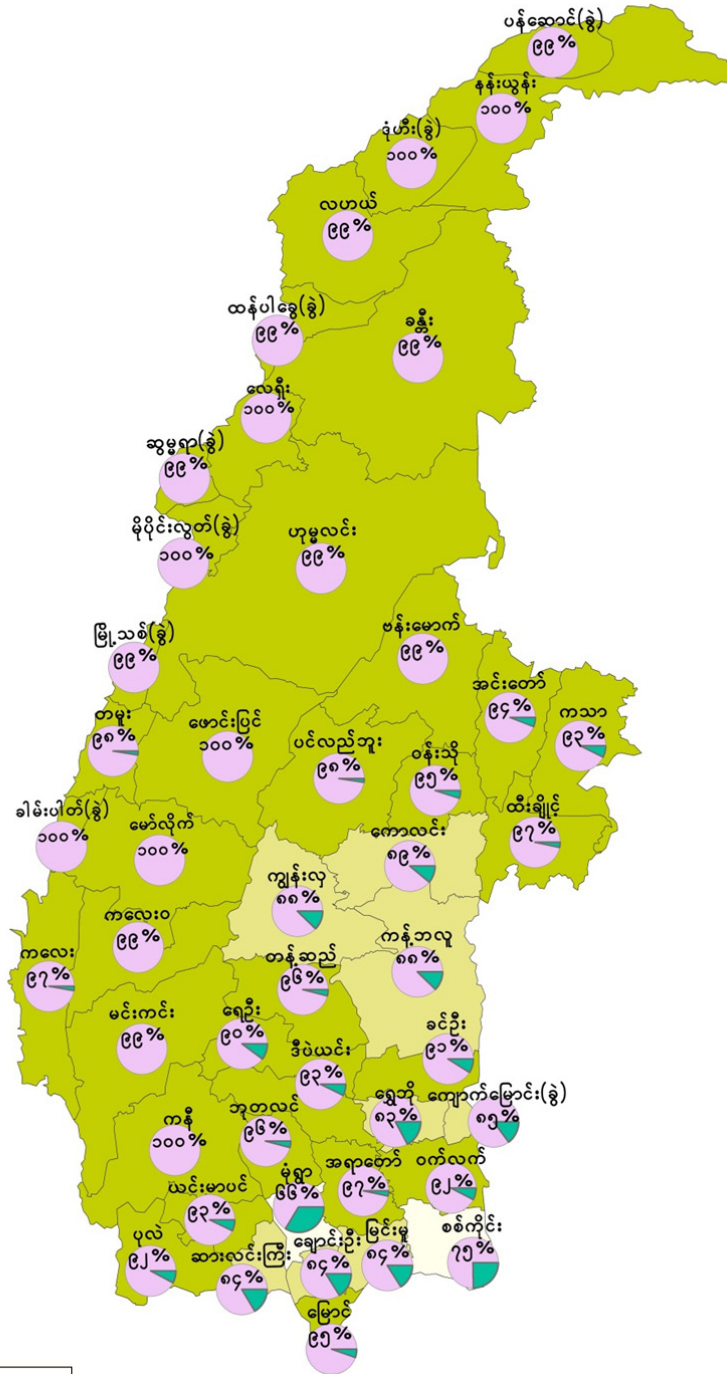 ပန်ဆောင်(ခွဲ)
၉၉%
နန်းယွန်း
၁၀၀%
ဒုံဟီး(ခွဲ)
၁၀၀%
လဟယ်
၉၉%
ထန်ပါခွေ(ခွဲ)
၉၉%
ခန္တီး
၉၉%
လေရှီး
၁၀၀%
ဆွမ္မရာ(ခွဲ)
၉၉%
မိုပိုင်းလွတ်(ခွဲ)
၁၀၀%
ဟုမ္မလင်း
၉၉%
ဗန်းမောက်
၉၉%
မြို့သစ်(ခွဲ)
၉၉%
အင်းတော်
၉၄%
ကသာ
၉၃%
တမူး
၉၈%
ဖောင်းပြင်
၁၀၀%
ပင်လည်ဘူး
၉၈%
ဝန်းသို
၉၅%
ထီးချိုင့်
၉၇%
ခါမ်းပါတ်(ခွဲ)
၁၀၀%
မော်လိုက်
၁၀၀%
ကောလင်း
၈၉%
ကျွန်းလှ
၈၈%
ကလေးဝ
၉၉%
ကန့်ဘလူ
၈၈%
ကလေး
၉၇%
တန့်ဆည်
၉၆%
မင်းကင်း
၉၉%
ရေဦး
၉၀%
ခင်ဦး
၉၁%
ဒီပဲယင်း
၉၃%
ရွှေဘို
၈၃%
ကျောက်မြောင်း(ခွဲ)
၈၅%
ကနီ
၁၀၀%
ဘုတလင်
၉၆%
အရာတော်
၉၇%
ဝက်လက်
၉၂%
မုံရွာ
၆၆%
ယင်းမာပင်
၉၃%
ပုလဲ
၉၂%
ဆားလင်းကြီး
၈၄%
ချောင်းဦး
၈၄%
မြင်းမူ
၈၄%
စစ်ကိုင်း
၇၅%
မြောင်
၉၅%